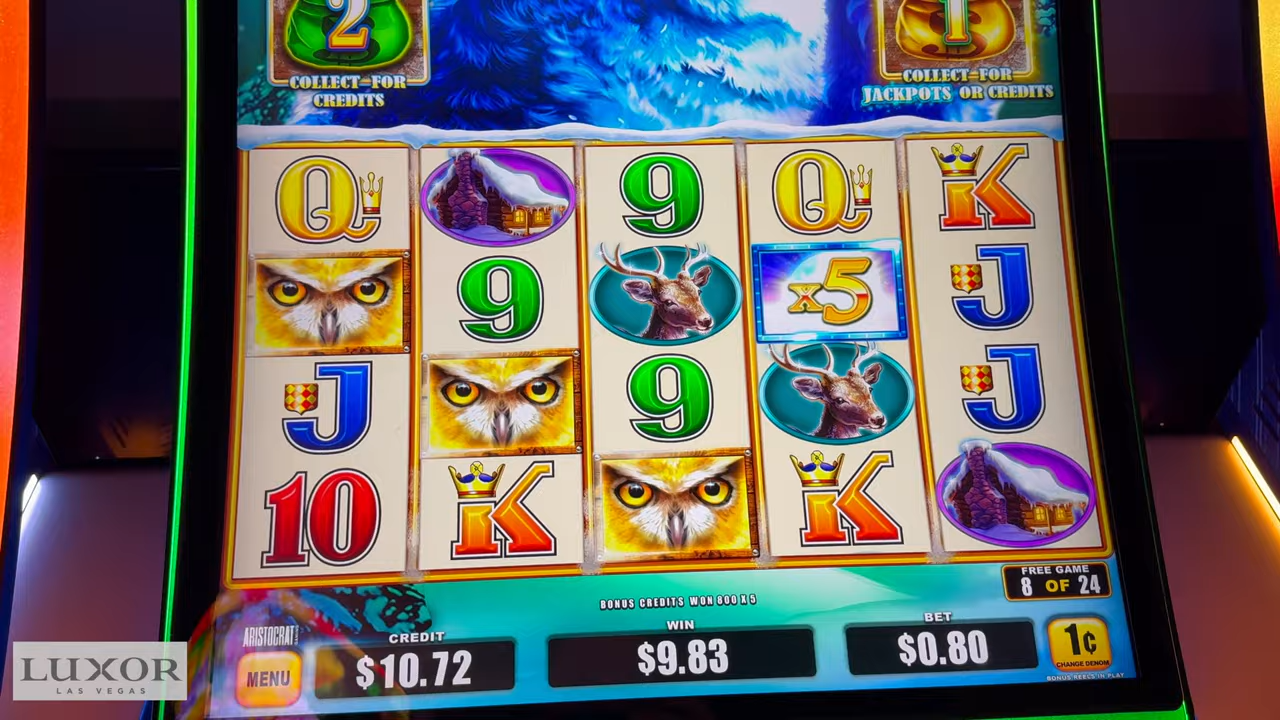 2
COLLECT FOR
CREDITS
1
COLLECT FOR
JACKPOTS OR CREDITS
Q
9
Q
K
9
x5
J
J
9
J
10
K
K
FREE GAME
8 OF 24
BONUS CREDITS WON 800 X 5
ARISTOCRAT
MENU
CREDIT
$10.72
WIN
$9.83
BET
$0.80
1¢
CHANGE DENOM
BONUS REELS IN PLAY
LUXOR
LAS VEGAS